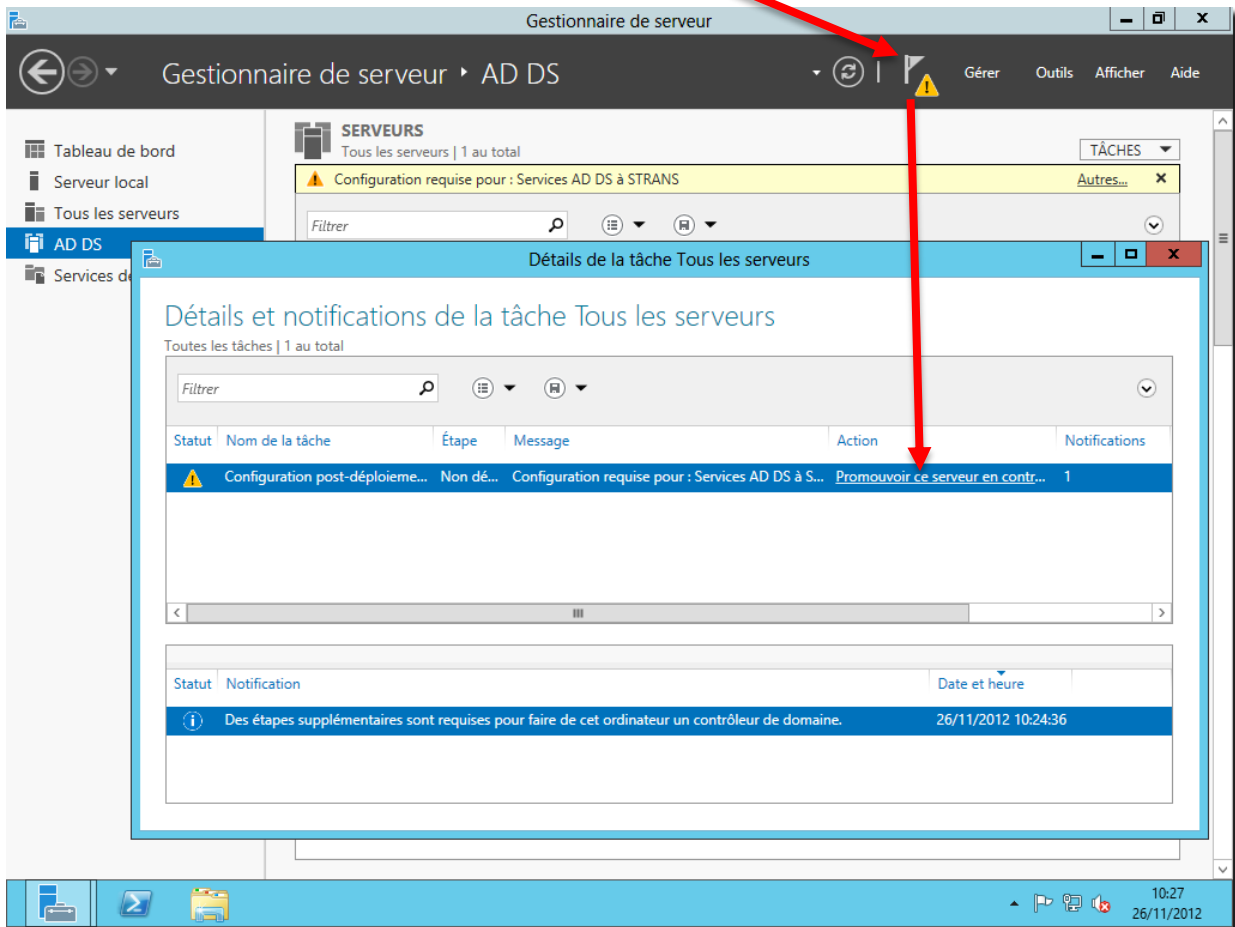 Gestionnaire de serveur
Gestionnaire de serveur ‣ AD DS
Gérer Outils Afficher Aide
Tableau de bord
Serveur local
Tous les serveurs
AD DS
Services de
SERVEURS
Tous les serveurs | 1 au total
TÂCHES
Configuration requise pour : Services AD DS à STRANS
Autres...
Filtrer
Détails de la tâche Tous les serveurs
Détails et notifications de la tâche Tous les serveurs
Toutes les tâches | 1 au total
Filtrer
Statut Nom de la tâche Étape Message Action Notifications
Configuration post-déploieme... Non dé... Configuration requise pour : Services AD DS à S... Promouvoir ce serveur en contr... 1
Statut Notification Date et heure
Des étapes supplémentaires sont requises pour faire de cet ordinateur un contrôleur de domaine. 26/11/2012 10:24:36
10:27
26/11/2012